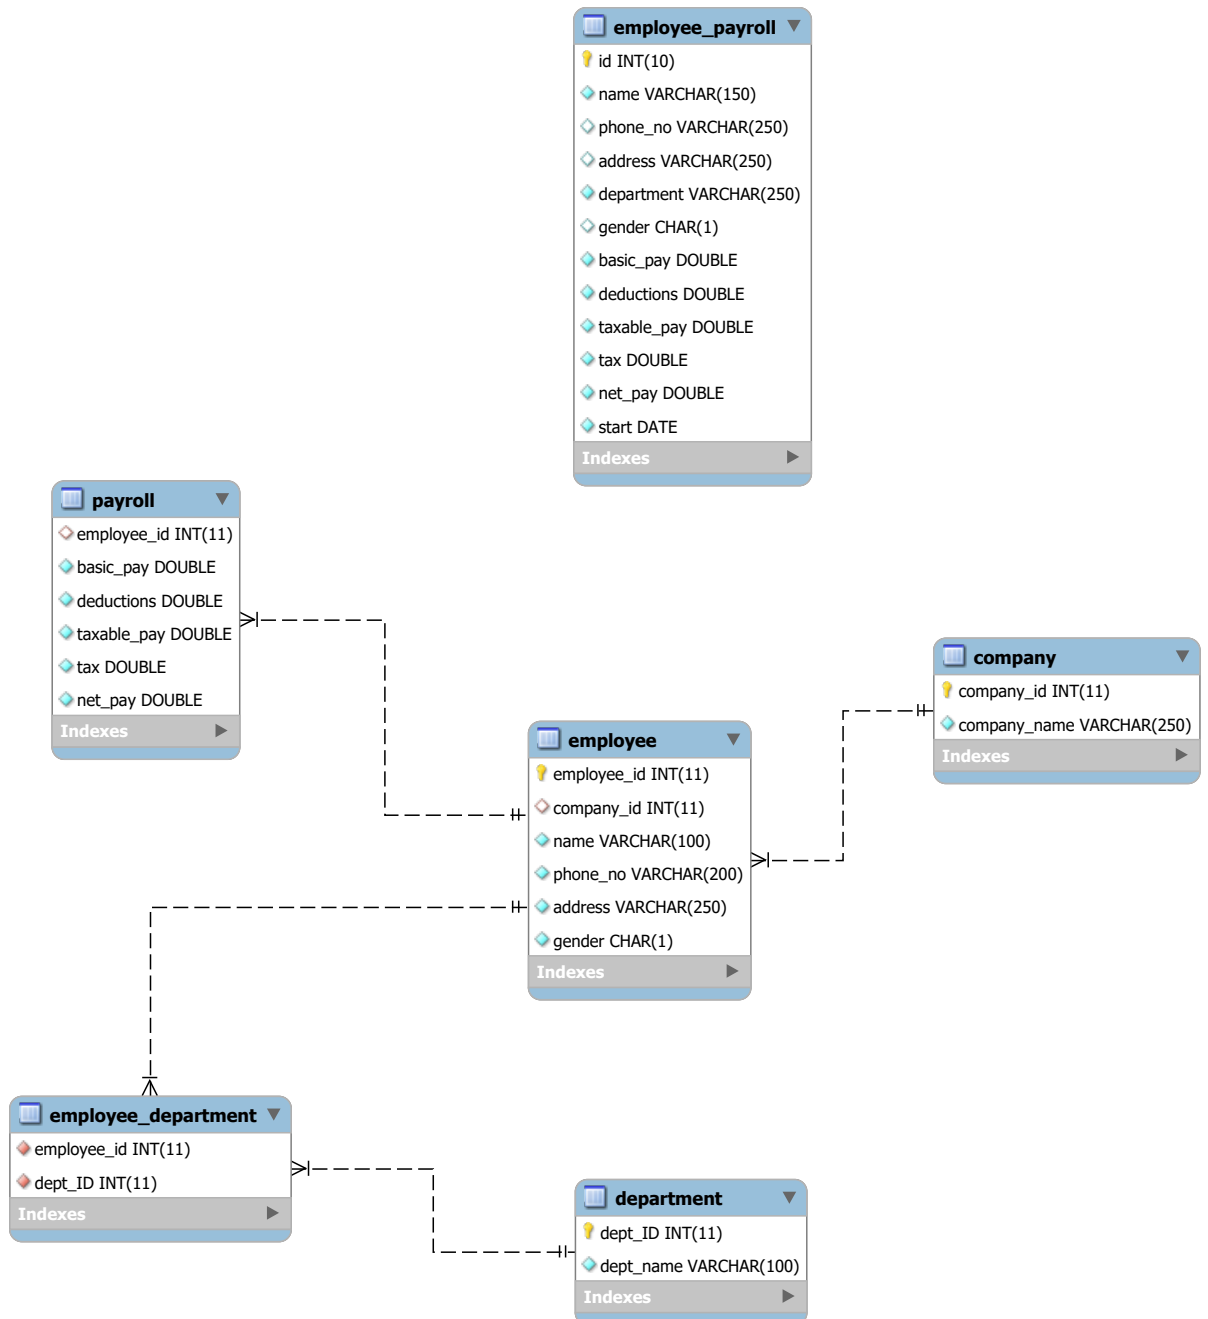 employee_payroll
id INT(10)
name VARCHAR(150)
phone_no VARCHAR(250)
address VARCHAR(250)
department VARCHAR(250)
gender CHAR(1)
basic_pay DOUBLE
deductions DOUBLE
taxable_pay DOUBLE
tax DOUBLE
net_pay DOUBLE
start DATE
Indexes
payroll
employee_id INT(11)
basic_pay DOUBLE
deductions DOUBLE
taxable_pay DOUBLE
tax DOUBLE
net_pay DOUBLE
Indexes
company
company_id INT(11)
company_name VARCHAR(250)
Indexes
employee
employee_id INT(11)
company_id INT(11)
name VARCHAR(100)
phone_no VARCHAR(200)
address VARCHAR(250)
gender CHAR(1)
Indexes
employee_department
employee_id INT(11)
dept_ID INT(11)
Indexes
department
dept_ID INT(11)
dept_name VARCHAR(100)
Indexes